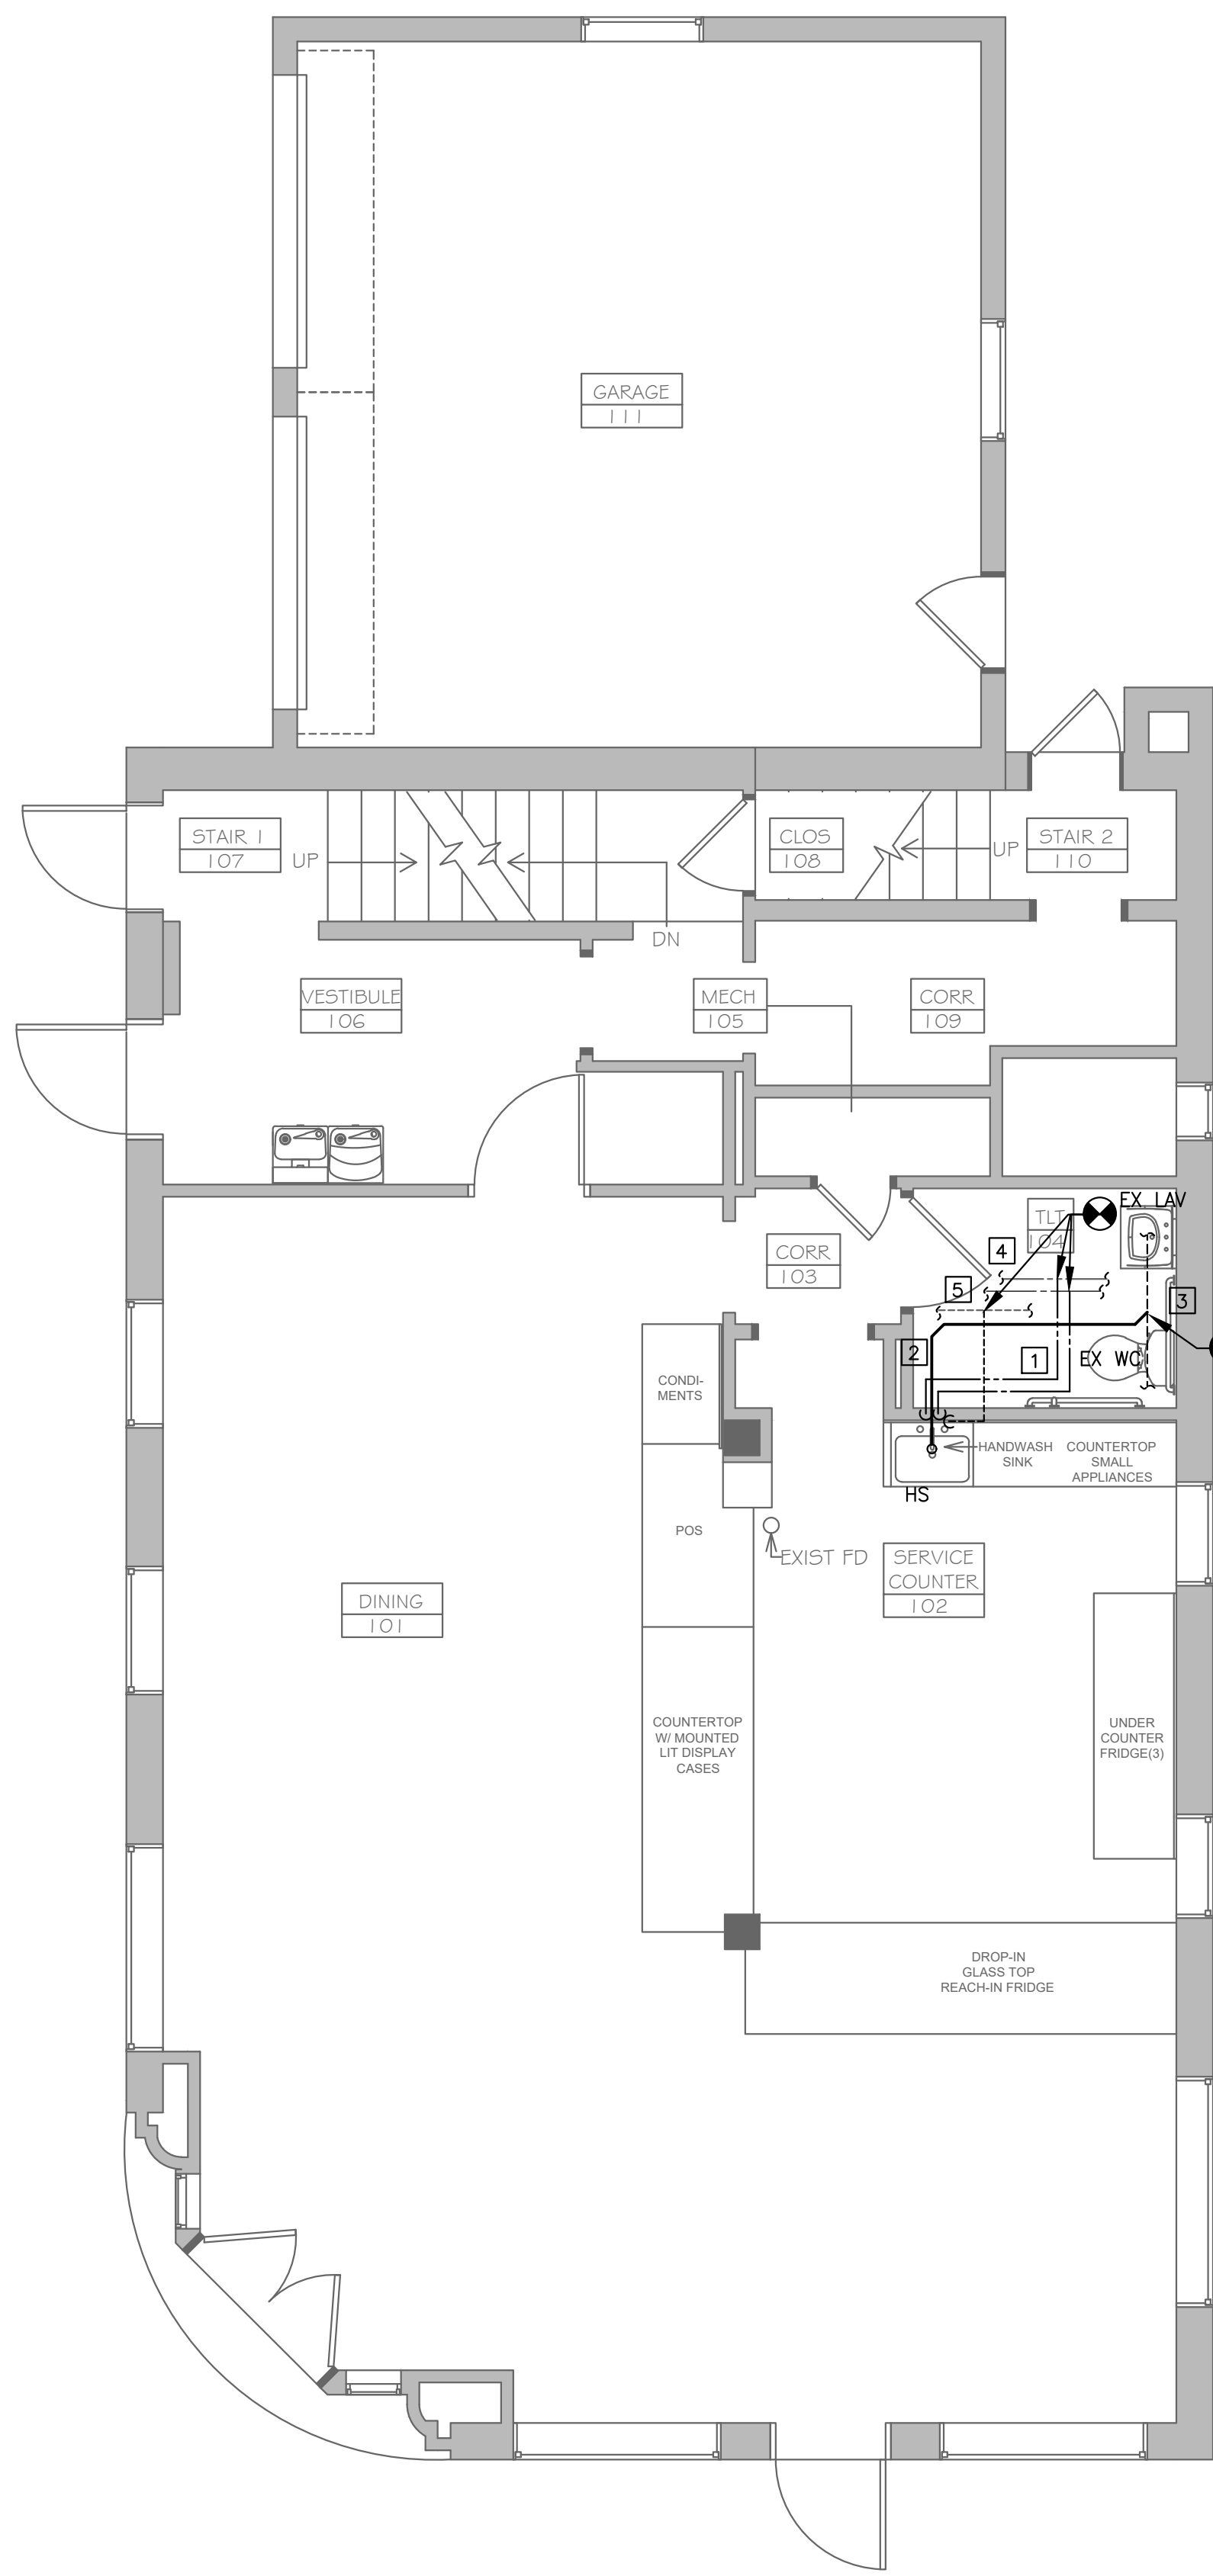 GARAGE
111
STAIR 1
107
UP
DN
CLOS
108
UP
STAIR 2
110
VESTIBULE
106
MECH
105
CORR
109
EX LAV
TLT
104
CORR
103
4
5
3
2
1
EX WC
CONDI-
MENTS
HANDWASH
SINK
COUNTERTOP
SMALL
APPLIANCES
HS
POS
EXIST FD
SERVICE
COUNTER
102
DINING
101
COUNTERTOP
W/ MOUNTED
LIT DISPLAY
CASES
UNDER
COUNTER
FRIDGE(3)
DROP-IN
GLASS TOP
REACH-IN FRIDGE